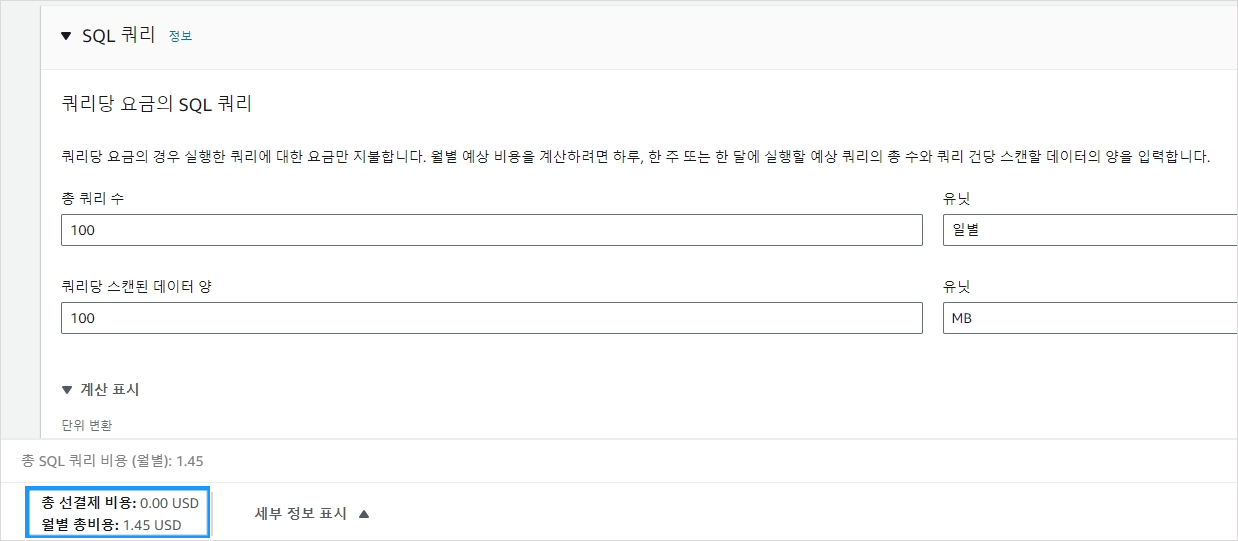 SQL 쿼리 정보
쿼리당 요금의 SQL 쿼리
쿼리당 요금의 경우 실행한 쿼리에 대한 요금만 지불합니다. 월별 예상 비용을 계산하려면 하루, 한 주 또는 한 달에 실행할 예상 쿼리의 총 수와 쿼리 건당 스캔할 데이터의 양을 입력합니다.
총 쿼리 수 유닛
100 일별
쿼리당 스캔된 데이터 양 유닛
100 MB
계산 표시
단위 변환
총 SQL 쿼리 비용 (월별): 1.45
총 선결제 비용: 0.00 USD
월별 총비용: 1.45 USD
세부 정보 표시